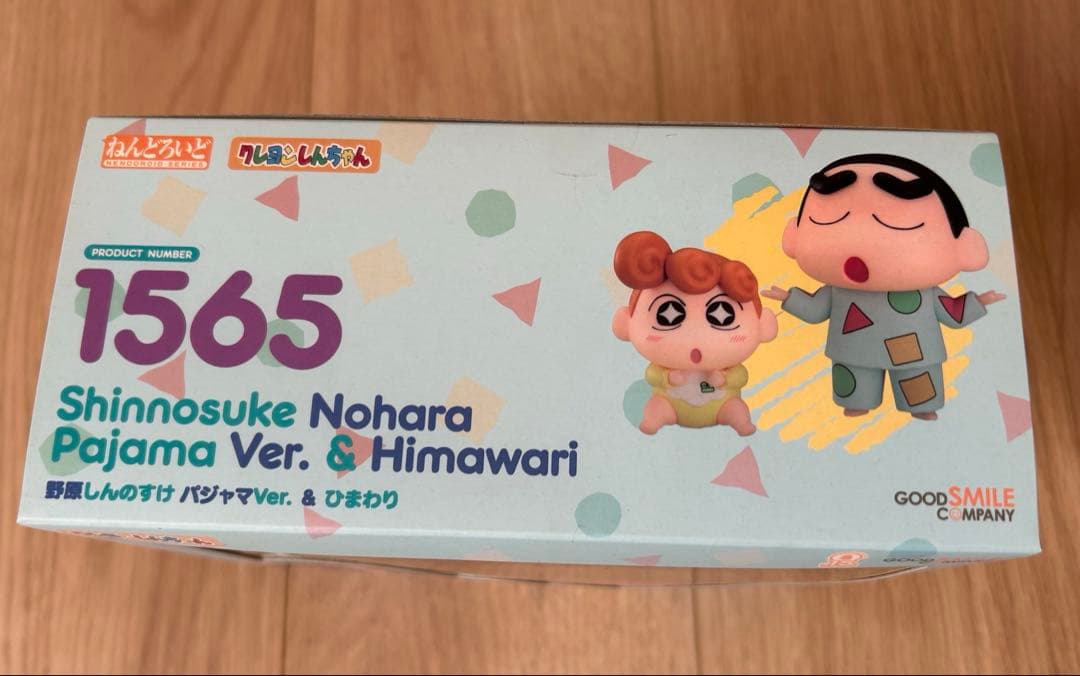 ねんどろいど
NENDOROID SERIES
クレヨンしんちゃん
PRODUCT NUMBER
1565
Shinnosuke Nohara
Pajama Ver. & Himawari
野原しんのすけ パジャマVer. & ひまわり
GOOD SMILE
COMPANY